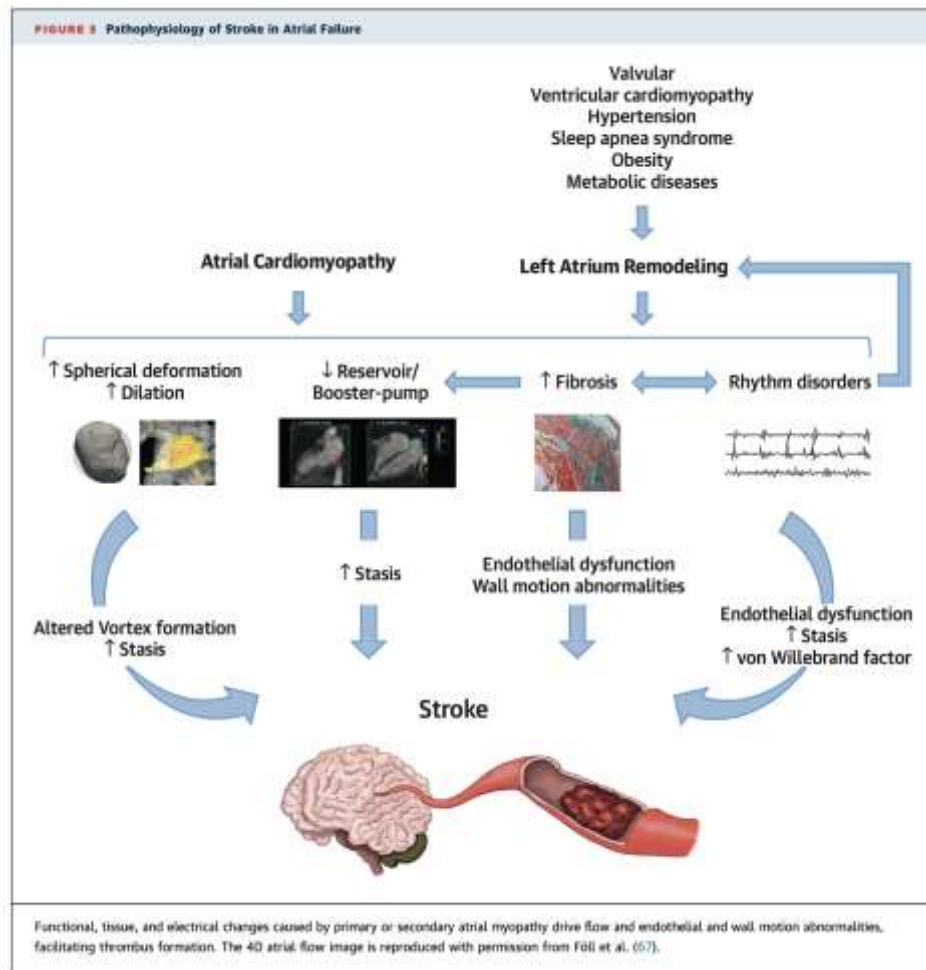 FIGURE 3 Pathophysiology of Stroke in Atrial Failure
Valvular
Ventricular cardiomyopathy
Hypertension
Sleep apnea syndrome
Obesity
Metabolic diseases
Atrial Cardiomyopathy
Left Atrium Remodeling
↑ Spherical deformation
↑ Dilation
↓ Reservoir/
Booster-pump
↑ Fibrosis
Rhythm disorders
↑ Stasis
Endothelial dysfunction
Wall motion abnormalities
Altered Vortex formation
↑ Stasis
Endothelial dysfunction
↑ Stasis
↑ von Willebrand factor
Stroke
Functional, tissue, and electrical changes caused by primary or secondary atrial myopathy drive flow and endothelial and wall motion abnormalities,
facilitating thrombus formation. The 4D atrial flow image is reproduced with permission from Föll et al. (67).